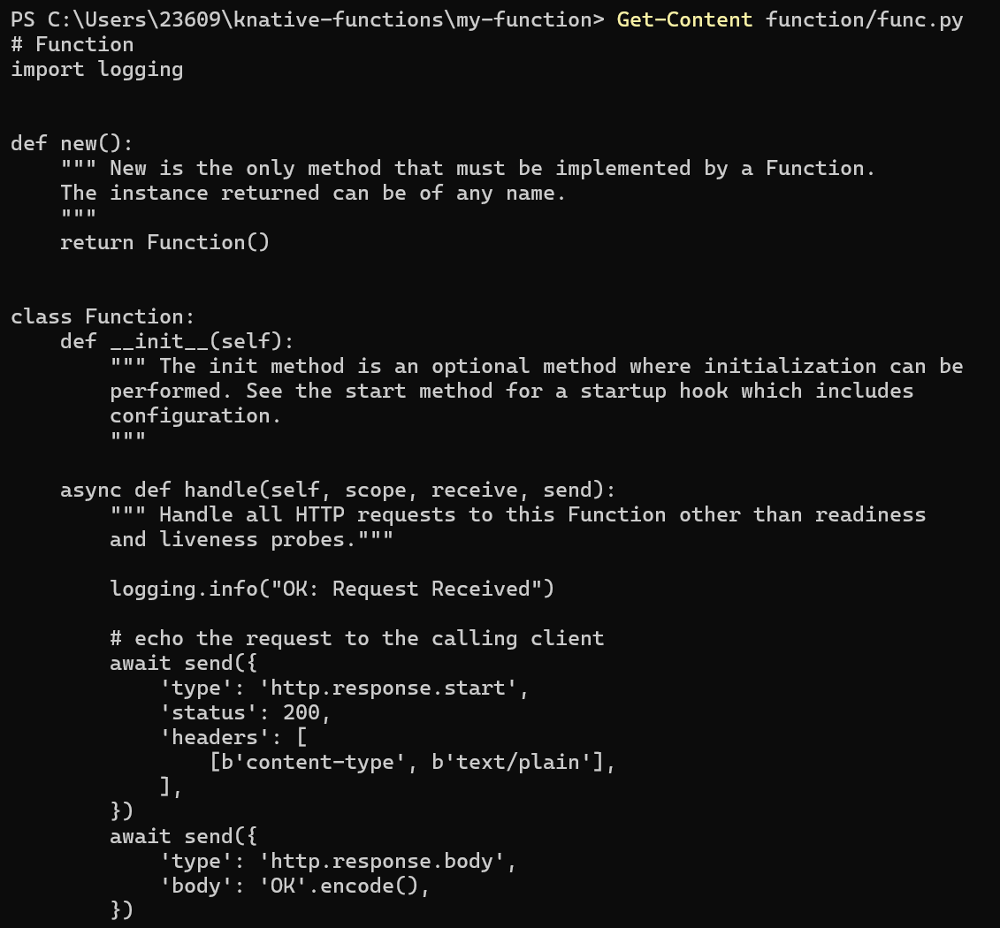 PS C:\Users\23609\knative-functions\my-function> Get-Content function/func.py
# Function
import logging


def new():
    """ New is the only method that must be implemented by a Function.
    The instance returned can be of any name.
    """
    return Function()


class Function:
    def __init__(self):
        """ The init method is an optional method where initialization can be
        performed. See the start method for a startup hook which includes
        configuration.
        """

    async def handle(self, scope, receive, send):
        """ Handle all HTTP requests to this Function other than readiness
        and liveness probes."""

        logging.info("OK: Request Received")

        # echo the request to the calling client
        await send({
            'type': 'http.response.start',
            'status': 200,
            'headers': [
                [b'content-type', b'text/plain'],
            ],
        })
        await send({
            'type': 'http.response.body',
            'body': 'OK'.encode(),
        })